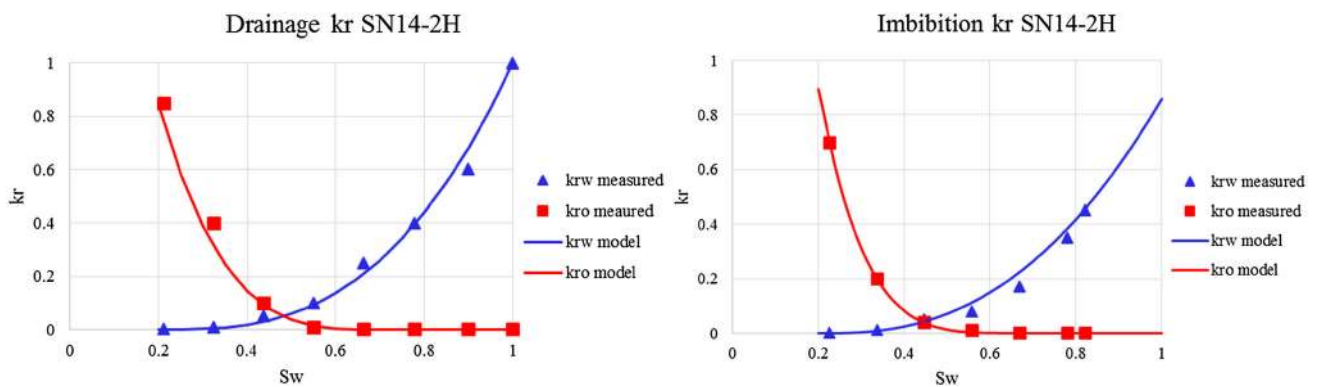 Drainage kr SN14-2H
1
0.8
0.6
0.4
0.2
0
kr
0
0.2
0.4
0.6
0.8
1
Sw
krw measured
kro meaured
krw model
kro model
Imbibition kr SN14-2H
1
0.8
0.6
0.4
0.2
0
kr
0
0.2
0.4
0.6
0.8
1
Sw
krw measured
kro measured
krw model
kro model